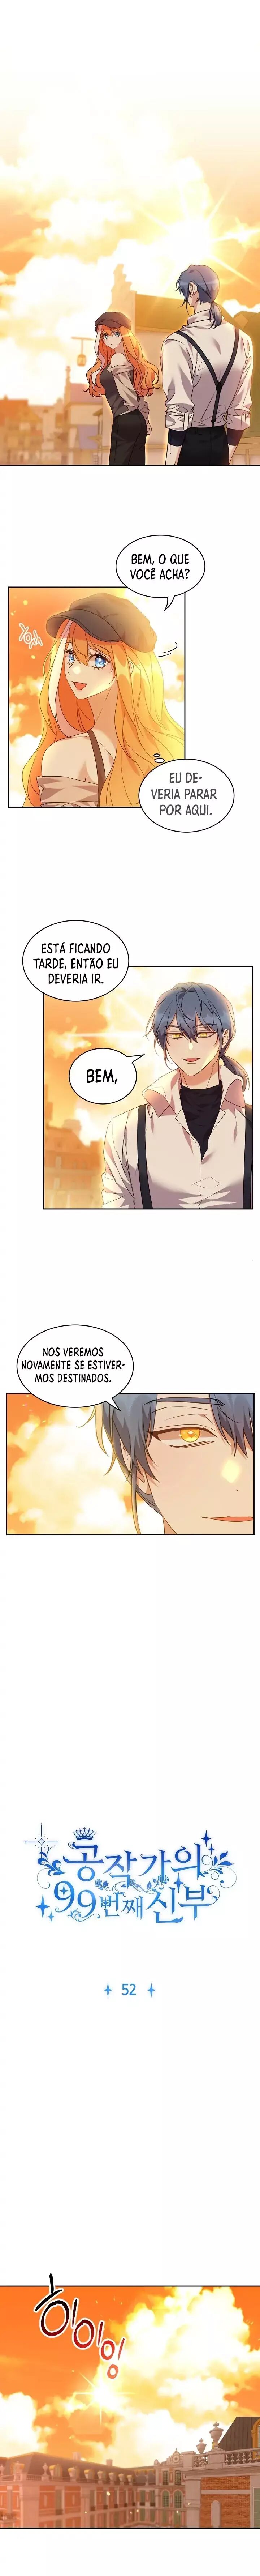 BEM, O QUE
VOCÊ ACHA?
EU DE-
VERIA PARAR
POR AQUI.
ESTÁ FICANDO
TARDE, ENTÃO EU
DEVERIA IR.
BEM,
NOS VEREMOS
NOVAMENTE SE ESTIVER-
MOS DESTINADOS.
공작가의
99번째 신부
52
휘이이잉